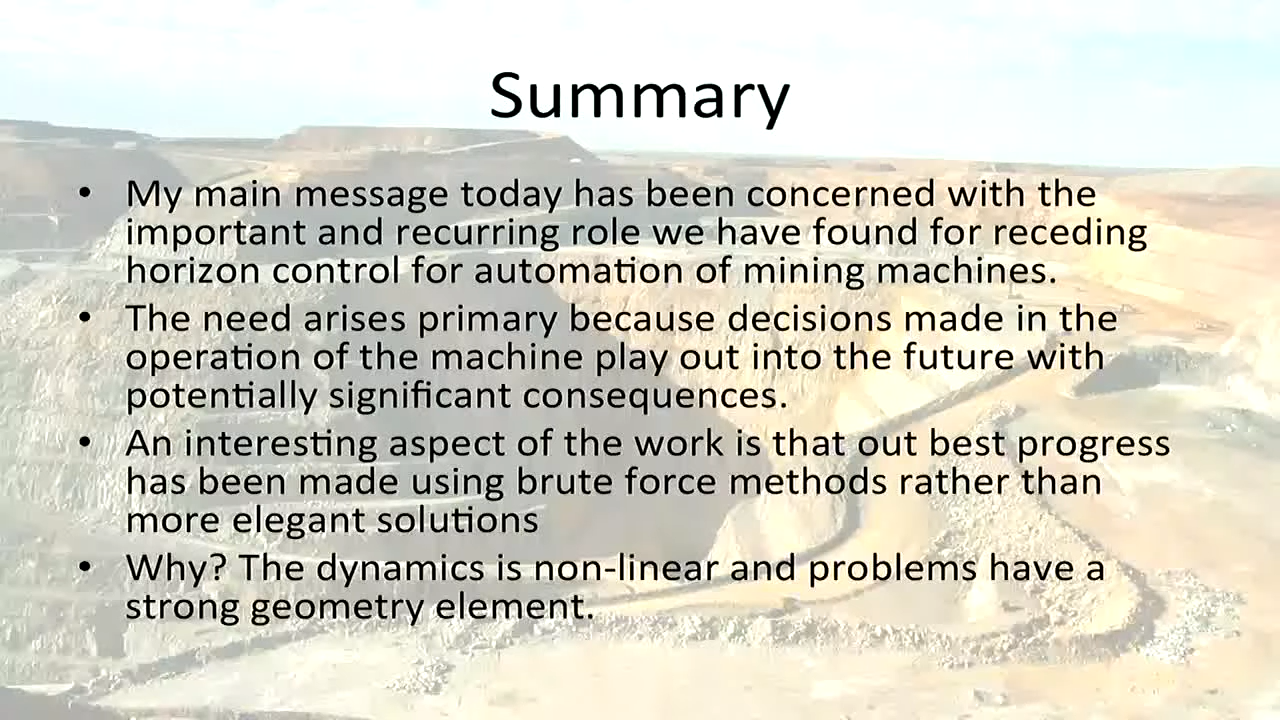 Summary
• My main message today has been concerned with the
important and recurring role we have found for receding
horizon control for automation of mining machines.
• The need arises primary because decisions made in the
operation of the machine play out into the future with
potentially significant consequences.
• An interesting aspect of the work is that out best progress
has been made using brute force methods rather than
more elegant solutions
• Why? The dynamics is non-linear and problems have a
strong geometry element.